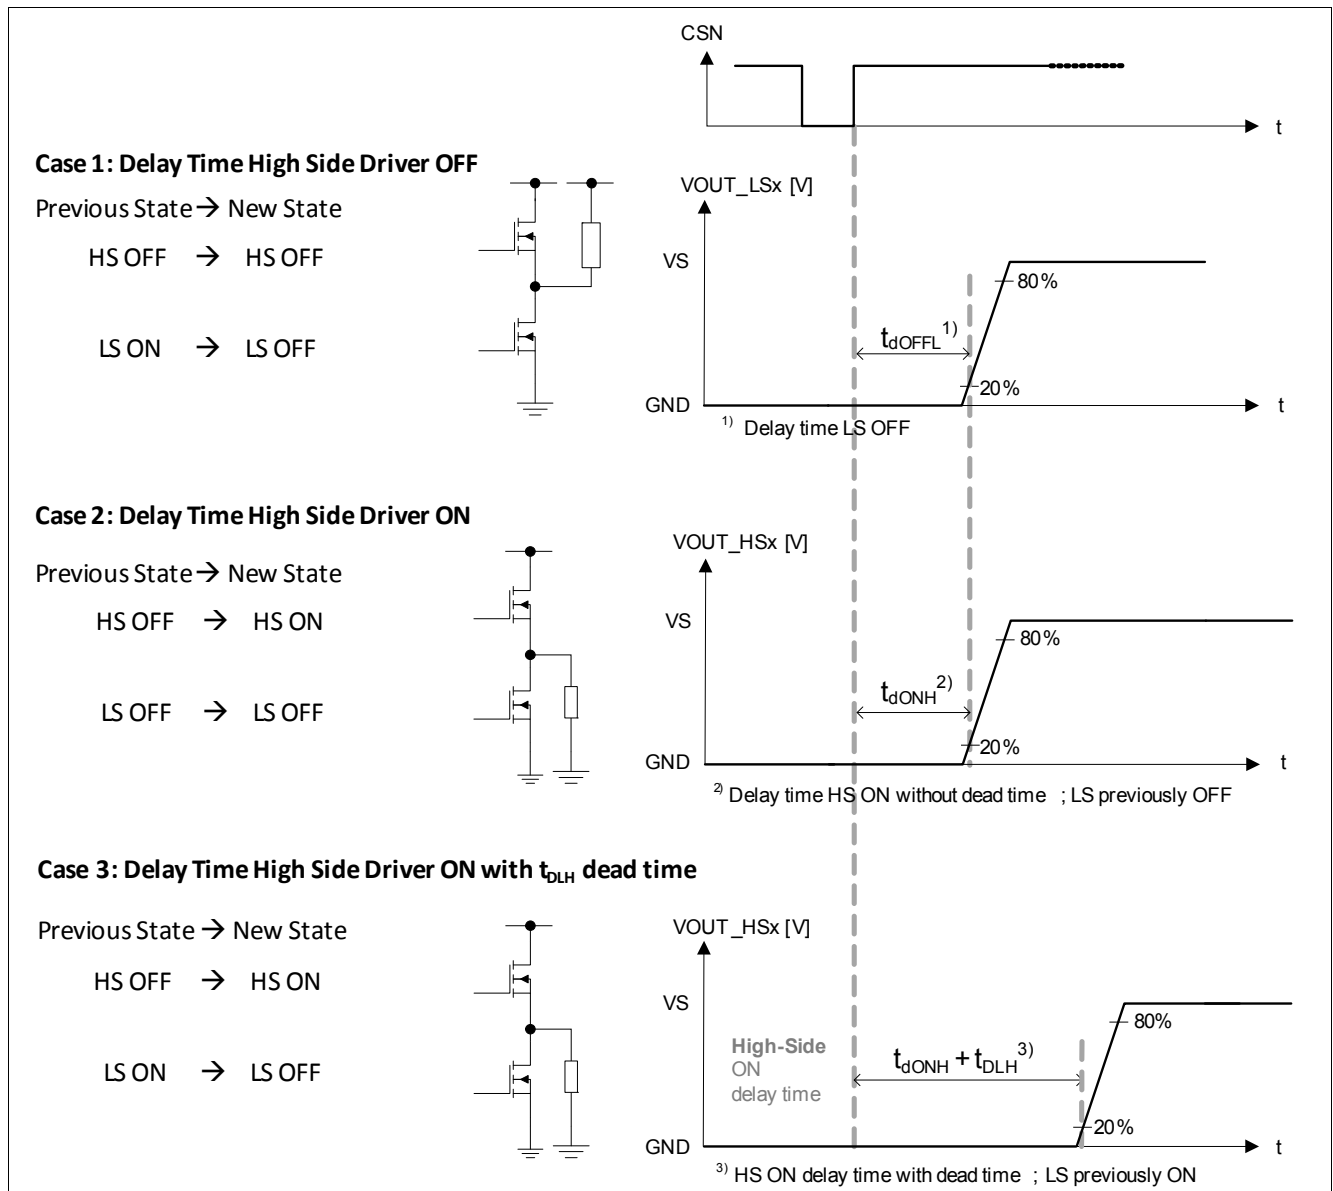 CSN
t
Case 1: Delay Time High Side Driver OFF
Previous State → New State
HS OFF → HS OFF
LS ON → LS OFF
VOUT_LSx [V]
VS
80%
tdOFFL1)
20%
GND
t
1) Delay time LS OFF
Case 2: Delay Time High Side Driver ON
Previous State → New State
HS OFF → HS ON
LS OFF → LS OFF
VOUT_HSx [V]
VS
80%
tdONH2)
20%
GND
t
2) Delay time HS ON without dead time ; LS previously OFF
Case 3: Delay Time High Side Driver ON with tDLH dead time
Previous State → New State
HS OFF → HS ON
LS ON → LS OFF
VOUT_HSx [V]
VS
80%
High-Side
ON
delay time
tdONH + tDLH3)
20%
GND
t
3) HS ON delay time with dead time ; LS previously ON